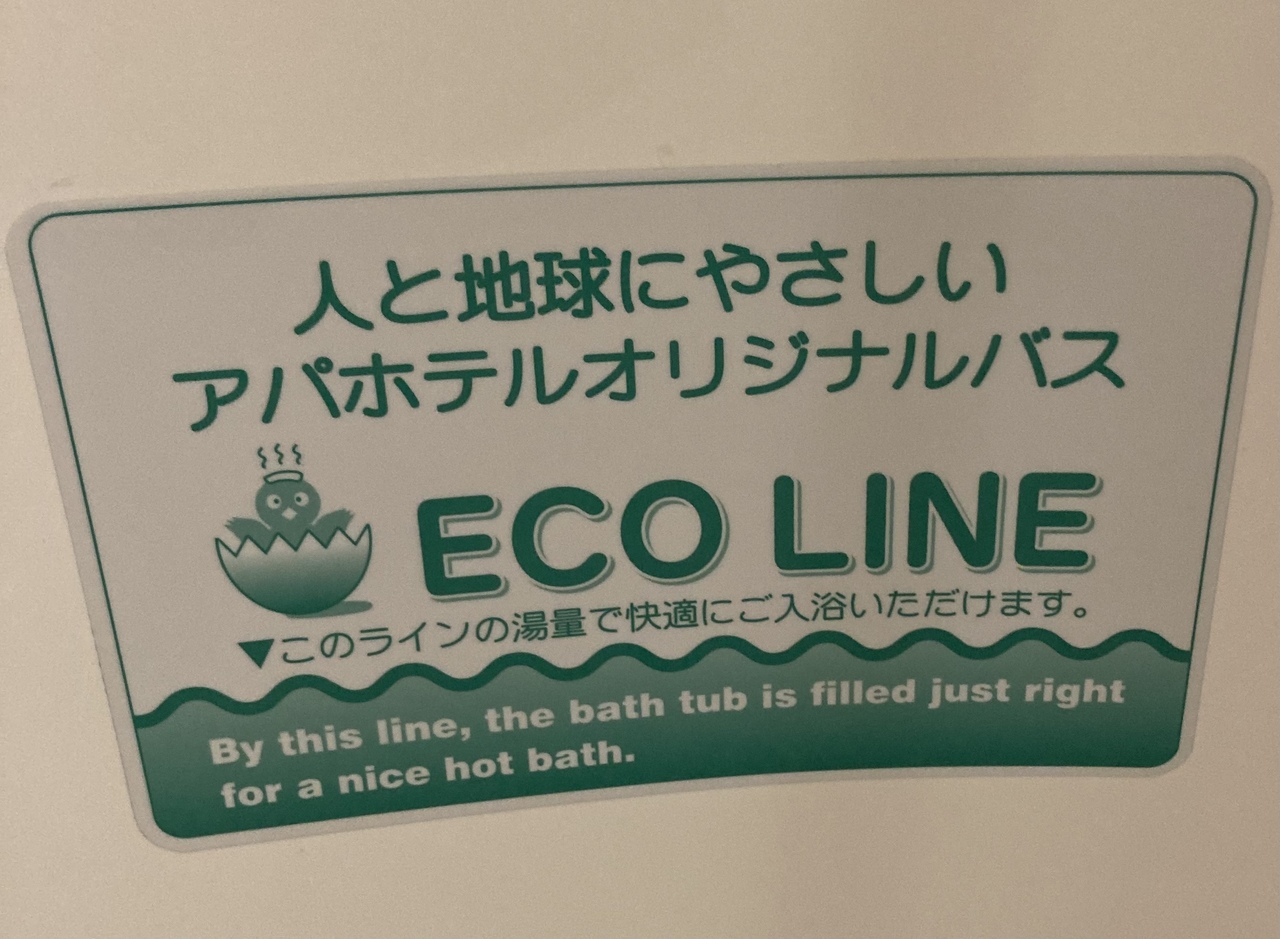 人と地球にやさしい
アパホテルオリジナルバス
ECO LINE
▼このラインの湯量で快適にご入浴いただけます。
By this line, the bath tub is filled just right
for a nice hot bath.